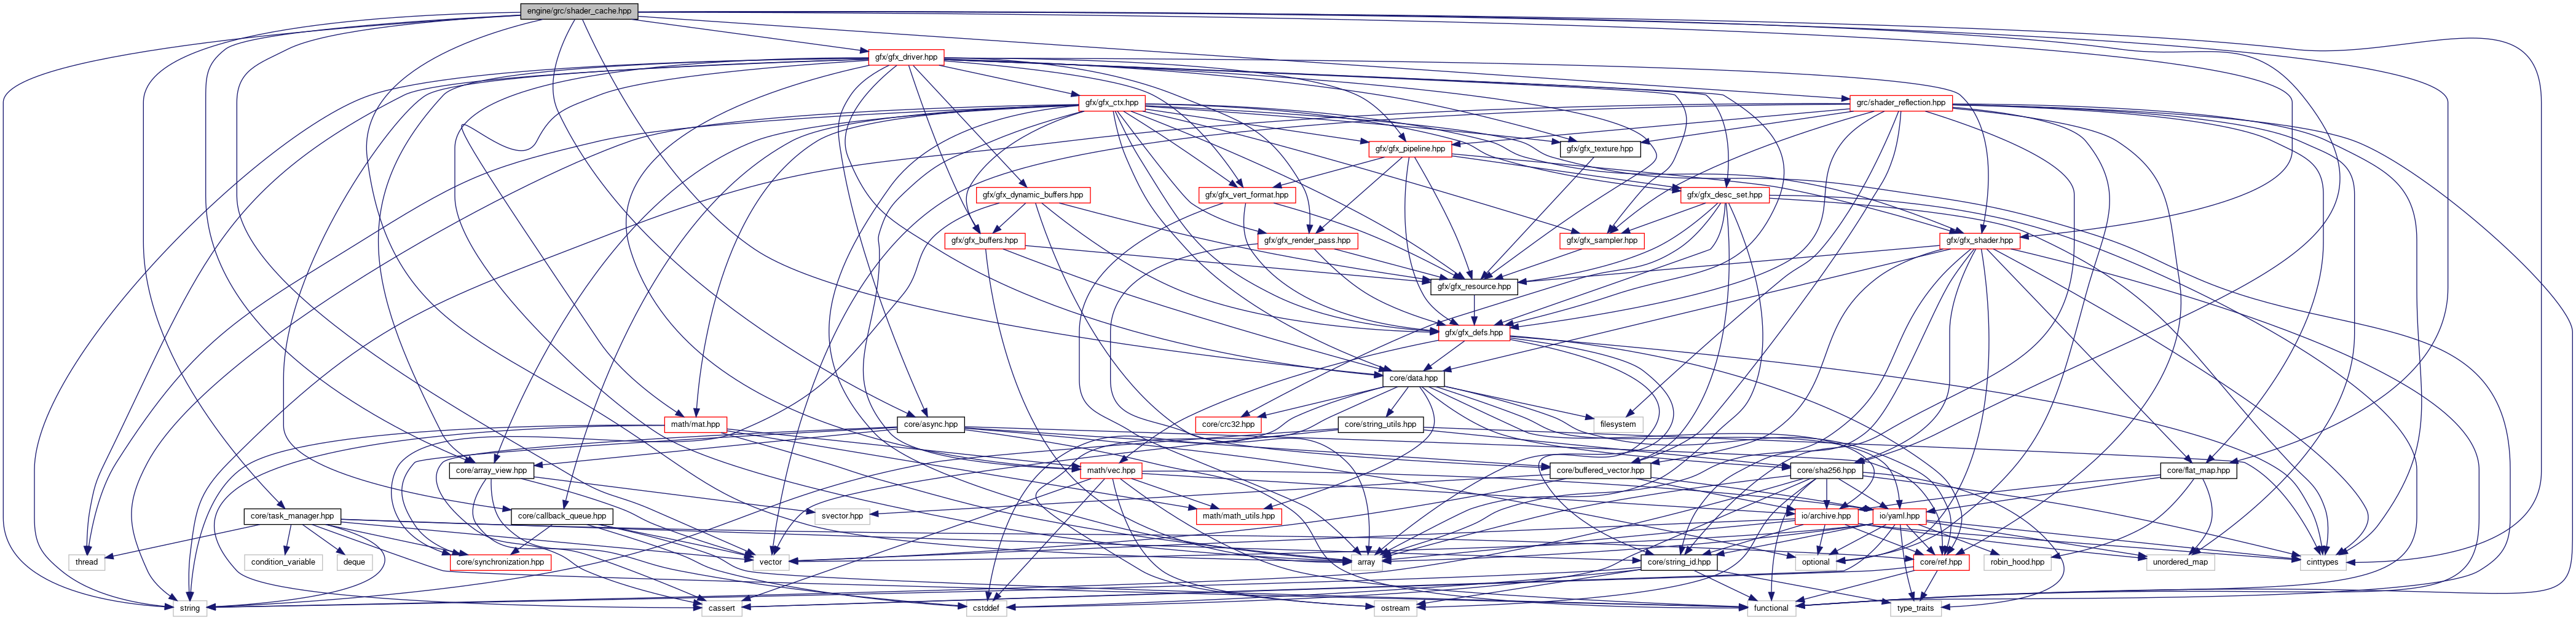 engine/grc/shader_cache.hpp
gfx/gfx_driver.hpp
gfx/gfx_ctx.hpp
grc/shader_reflection.hpp
gfx/gfx_pipeline.hpp
gfx/gfx_texture.hpp
gfx/gfx_dynamic_buffers.hpp
gfx/gfx_vert_format.hpp
gfx/gfx_desc_set.hpp
gfx/gfx_buffers.hpp
gfx/gfx_render_pass.hpp
gfx/gfx_sampler.hpp
gfx/gfx_shader.hpp
gfx/gfx_resource.hpp
gfx/gfx_defs.hpp
core/data.hpp
math/mat.hpp
core/async.hpp
core/crc32.hpp
core/string_utils.hpp
filesystem
core/array_view.hpp
math/vec.hpp
core/buffered_vector.hpp
core/sha256.hpp
core/flat_map.hpp
core/task_manager.hpp
core/callback_queue.hpp
svector.hpp
math/math_utils.hpp
io/archive.hpp
io/yaml.hpp
thread
condition_variable
deque
core/synchronization.hpp
vector
array
optional
core/string_id.hpp
core/ref.hpp
robin_hood.hpp
unordered_map
cinttypes
string
cassert
cstddef
ostream
functional
type_traits